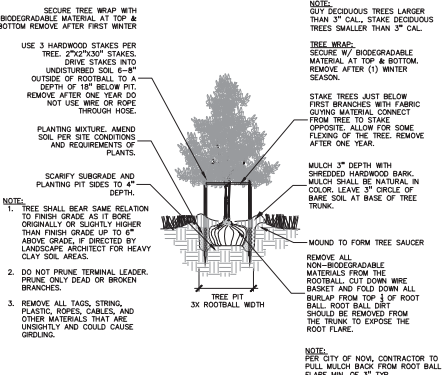 SECURE TREE WRAP WITH
BIODEGRADABLE MATERIAL AT TOP &
BOTTOM REMOVE AFTER FIRST WINTER
USE 3 HARDWOOD STAKES PER
TREE. 2"X2"X30" STAKES.
DRIVE STAKES INTO
UNDISTURBED SOIL 6-8"
OUTSIDE OF ROOTBALL TO A
DEPTH OF 18" BELOW PIT.
REMOVE AFTER ONE YEAR DO
NOT USE WIRE OR ROPE
THROUGH HOSE.
PLANTING MIXTURE. AMEND
SOIL PER SITE CONDITIONS
AND REQUIREMENTS OF
PLANTS.
SCARIFY SUBGRADE AND
PLANTING PIT SIDES TO 4"
DEPTH.
NOTE:
1. TREE SHALL BEAR SAME RELATION
TO FINISH GRADE AS IT BORE
ORIGINALLY OR SLIGHTLY HIGHER
THAN FINISH GRADE UP TO 6"
ABOVE GRADE, IF DIRECTED BY
LANDSCAPE ARCHITECT FOR HEAVY
CLAY SOIL AREAS.
2. DO NOT PRUNE TERMINAL LEADER.
PRUNE ONLY DEAD OR BROKEN
BRANCHES.
3. REMOVE ALL TAGS, STRING,
PLASTIC, ROPES, CABLES, AND
OTHER MATERIALS THAT ARE
UNSIGHTLY AND COULD CAUSE
GIRDLING.
TREE PIT
3X ROOTBALL WIDTH
NOTE:
GUY DECIDUOUS TREES LARGER
THAN 3" CAL., STAKE DECIDUOUS
TREES SMALLER THAN 3" CAL.
TREE WRAP:
SECURE W/ BIODEGRADABLE
MATERIAL AT TOP & BOTTOM.
REMOVE AFTER (1) WINTER
SEASON.
STAKE TREES JUST BELOW
FIRST BRANCHES WITH FABRIC
GUYING MATERIAL CONNECT
FROM TREE TO STAKE
OPPOSITE. ALLOW FOR SOME
FLEXING OF THE TREE. REMOVE
AFTER ONE YEAR.
MULCH 3" DEPTH WITH
SHREDDED HARDWOOD BARK.
MULCH SHALL BE NATURAL IN
COLOR. LEAVE 3" CIRCLE OF
BARE SOIL AT BASE OF TREE
TRUNK.
MOUND TO FORM TREE SAUCER
REMOVE ALL
NON-BIODEGRADABLE
MATERIALS FROM THE
ROOTBALL. CUT DOWN WIRE
BASKET AND FOLD DOWN ALL
BURLAP FROM TOP ⅓ OF ROOT
BALL. ROOT BALL DIRT
SHOULD BE REMOVED FROM
THE TRUNK TO EXPOSE THE
ROOT FLARE.
NOTE:
PER CITY OF NOVI, CONTRACTOR TO
PULL MULCH BACK FROM ROOT BALL
FLARE MIN. OF 3" TYP.